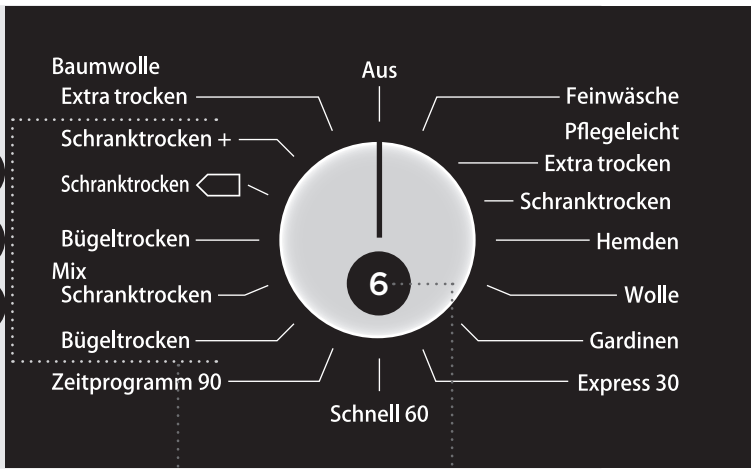 Baumwolle
Extra trocken
Schranktrocken +
Schranktrocken
Bügeltrocken
Mix
Schranktrocken
Bügeltrocken
Zeitprogramm 90
Aus
6
Schnell 60
Feinwäsche
Pflegeleicht
Extra trocken
Schranktrocken
Hemden
Wolle
Gardinen
Express 30